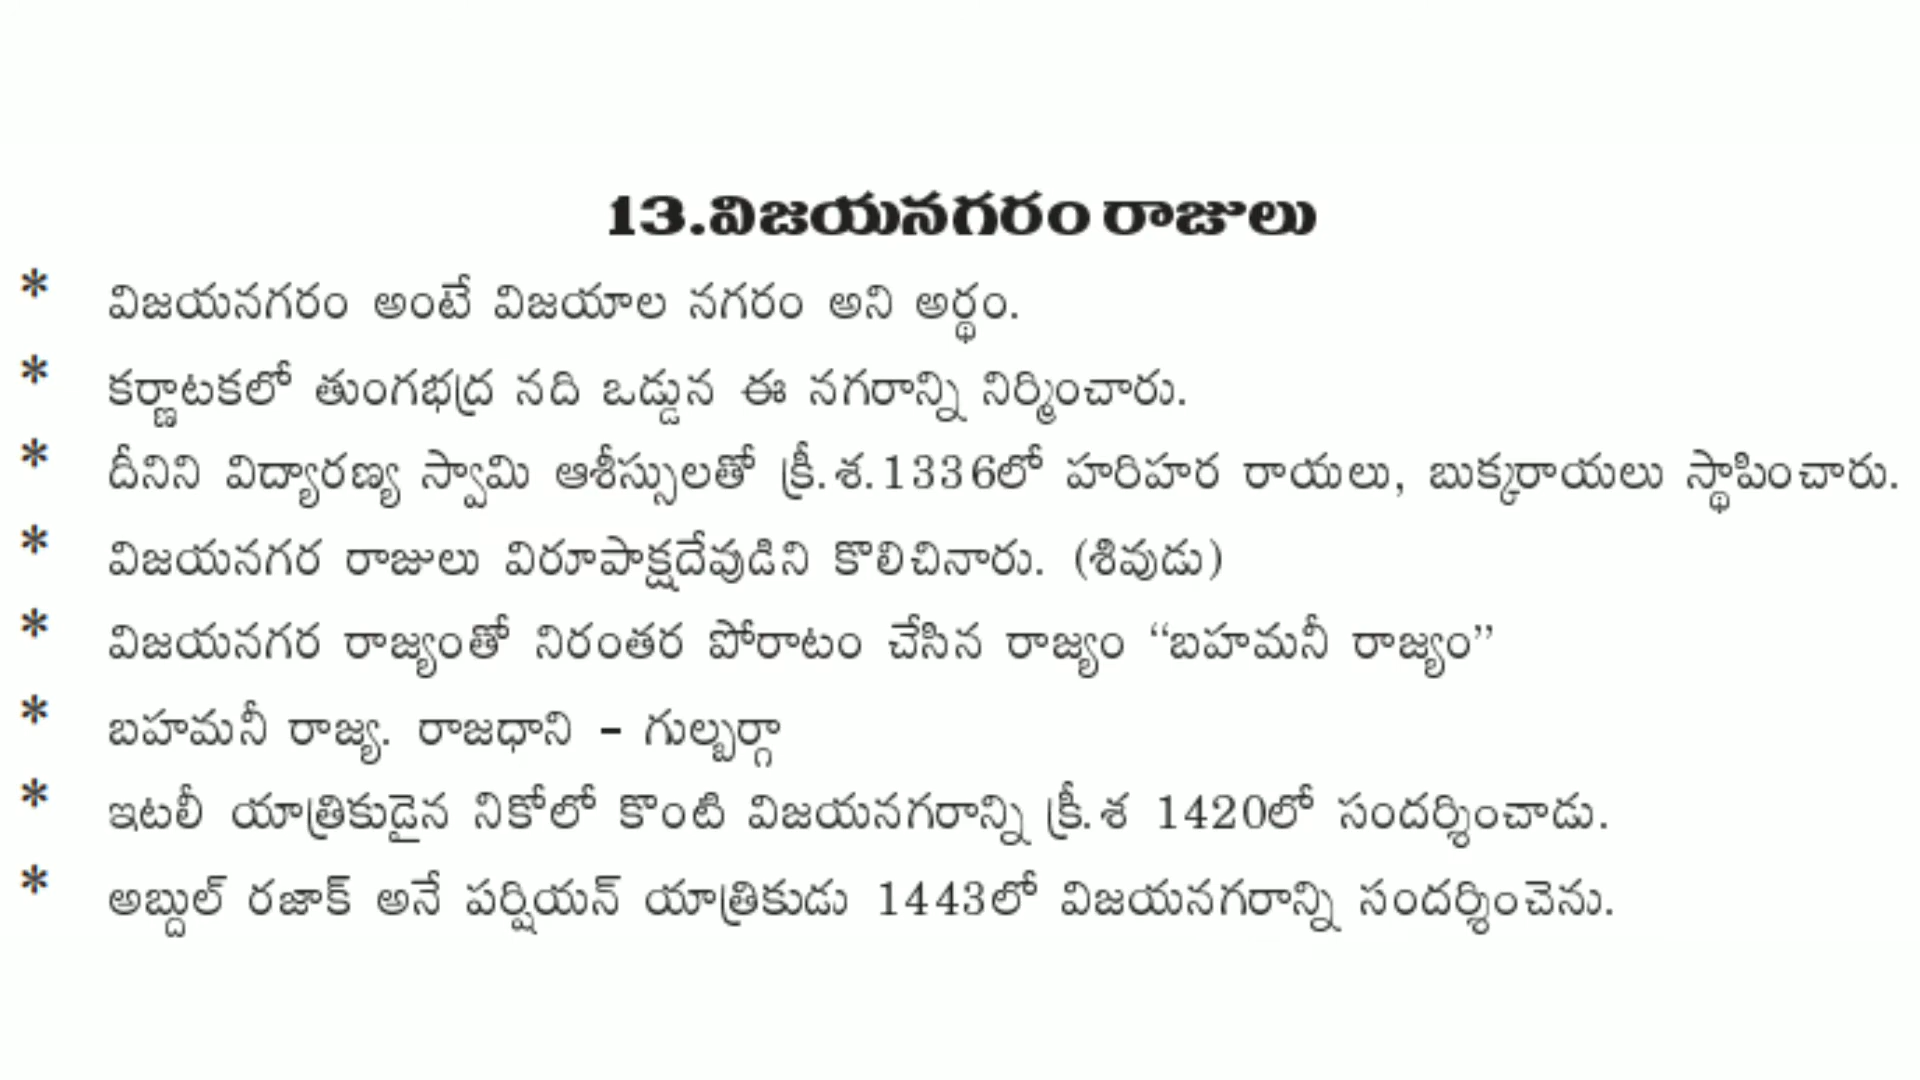 13.విజయనగరం రాజులు
* విజయనగరం అంటే విజయాల నగరం అని అర్థం.
* కర్ణాటకలో తుంగభద్ర నది ఒడ్డున ఈ నగరాన్ని నిర్మించారు.
* దీనిని విద్యారణ్య స్వామి ఆశీస్సులతో క్రీ.శ.1336లో హరిహర రాయలు, బుక్కరాయలు స్థాపించారు.
* విజయనగర రాజులు విరూపాక్షదేవుడిని కొలిచినారు. (శివుడు)
* విజయనగర రాజ్యంతో నిరంతర పోరాటం చేసిన రాజ్యం “బహమనీ రాజ్యం”
* బహమనీ రాజ్య. రాజధాని - గుల్బర్గా
* ఇటలీ యాత్రికుడైన నికోలో కొంటి విజయనగరాన్ని క్రీ.శ 1420లో సందర్శించాడు.
* అబ్దుల్ రజాక్ అనే పర్షియన్ యాత్రికుడు 1443లో విజయనగరాన్ని సందర్శించెను.